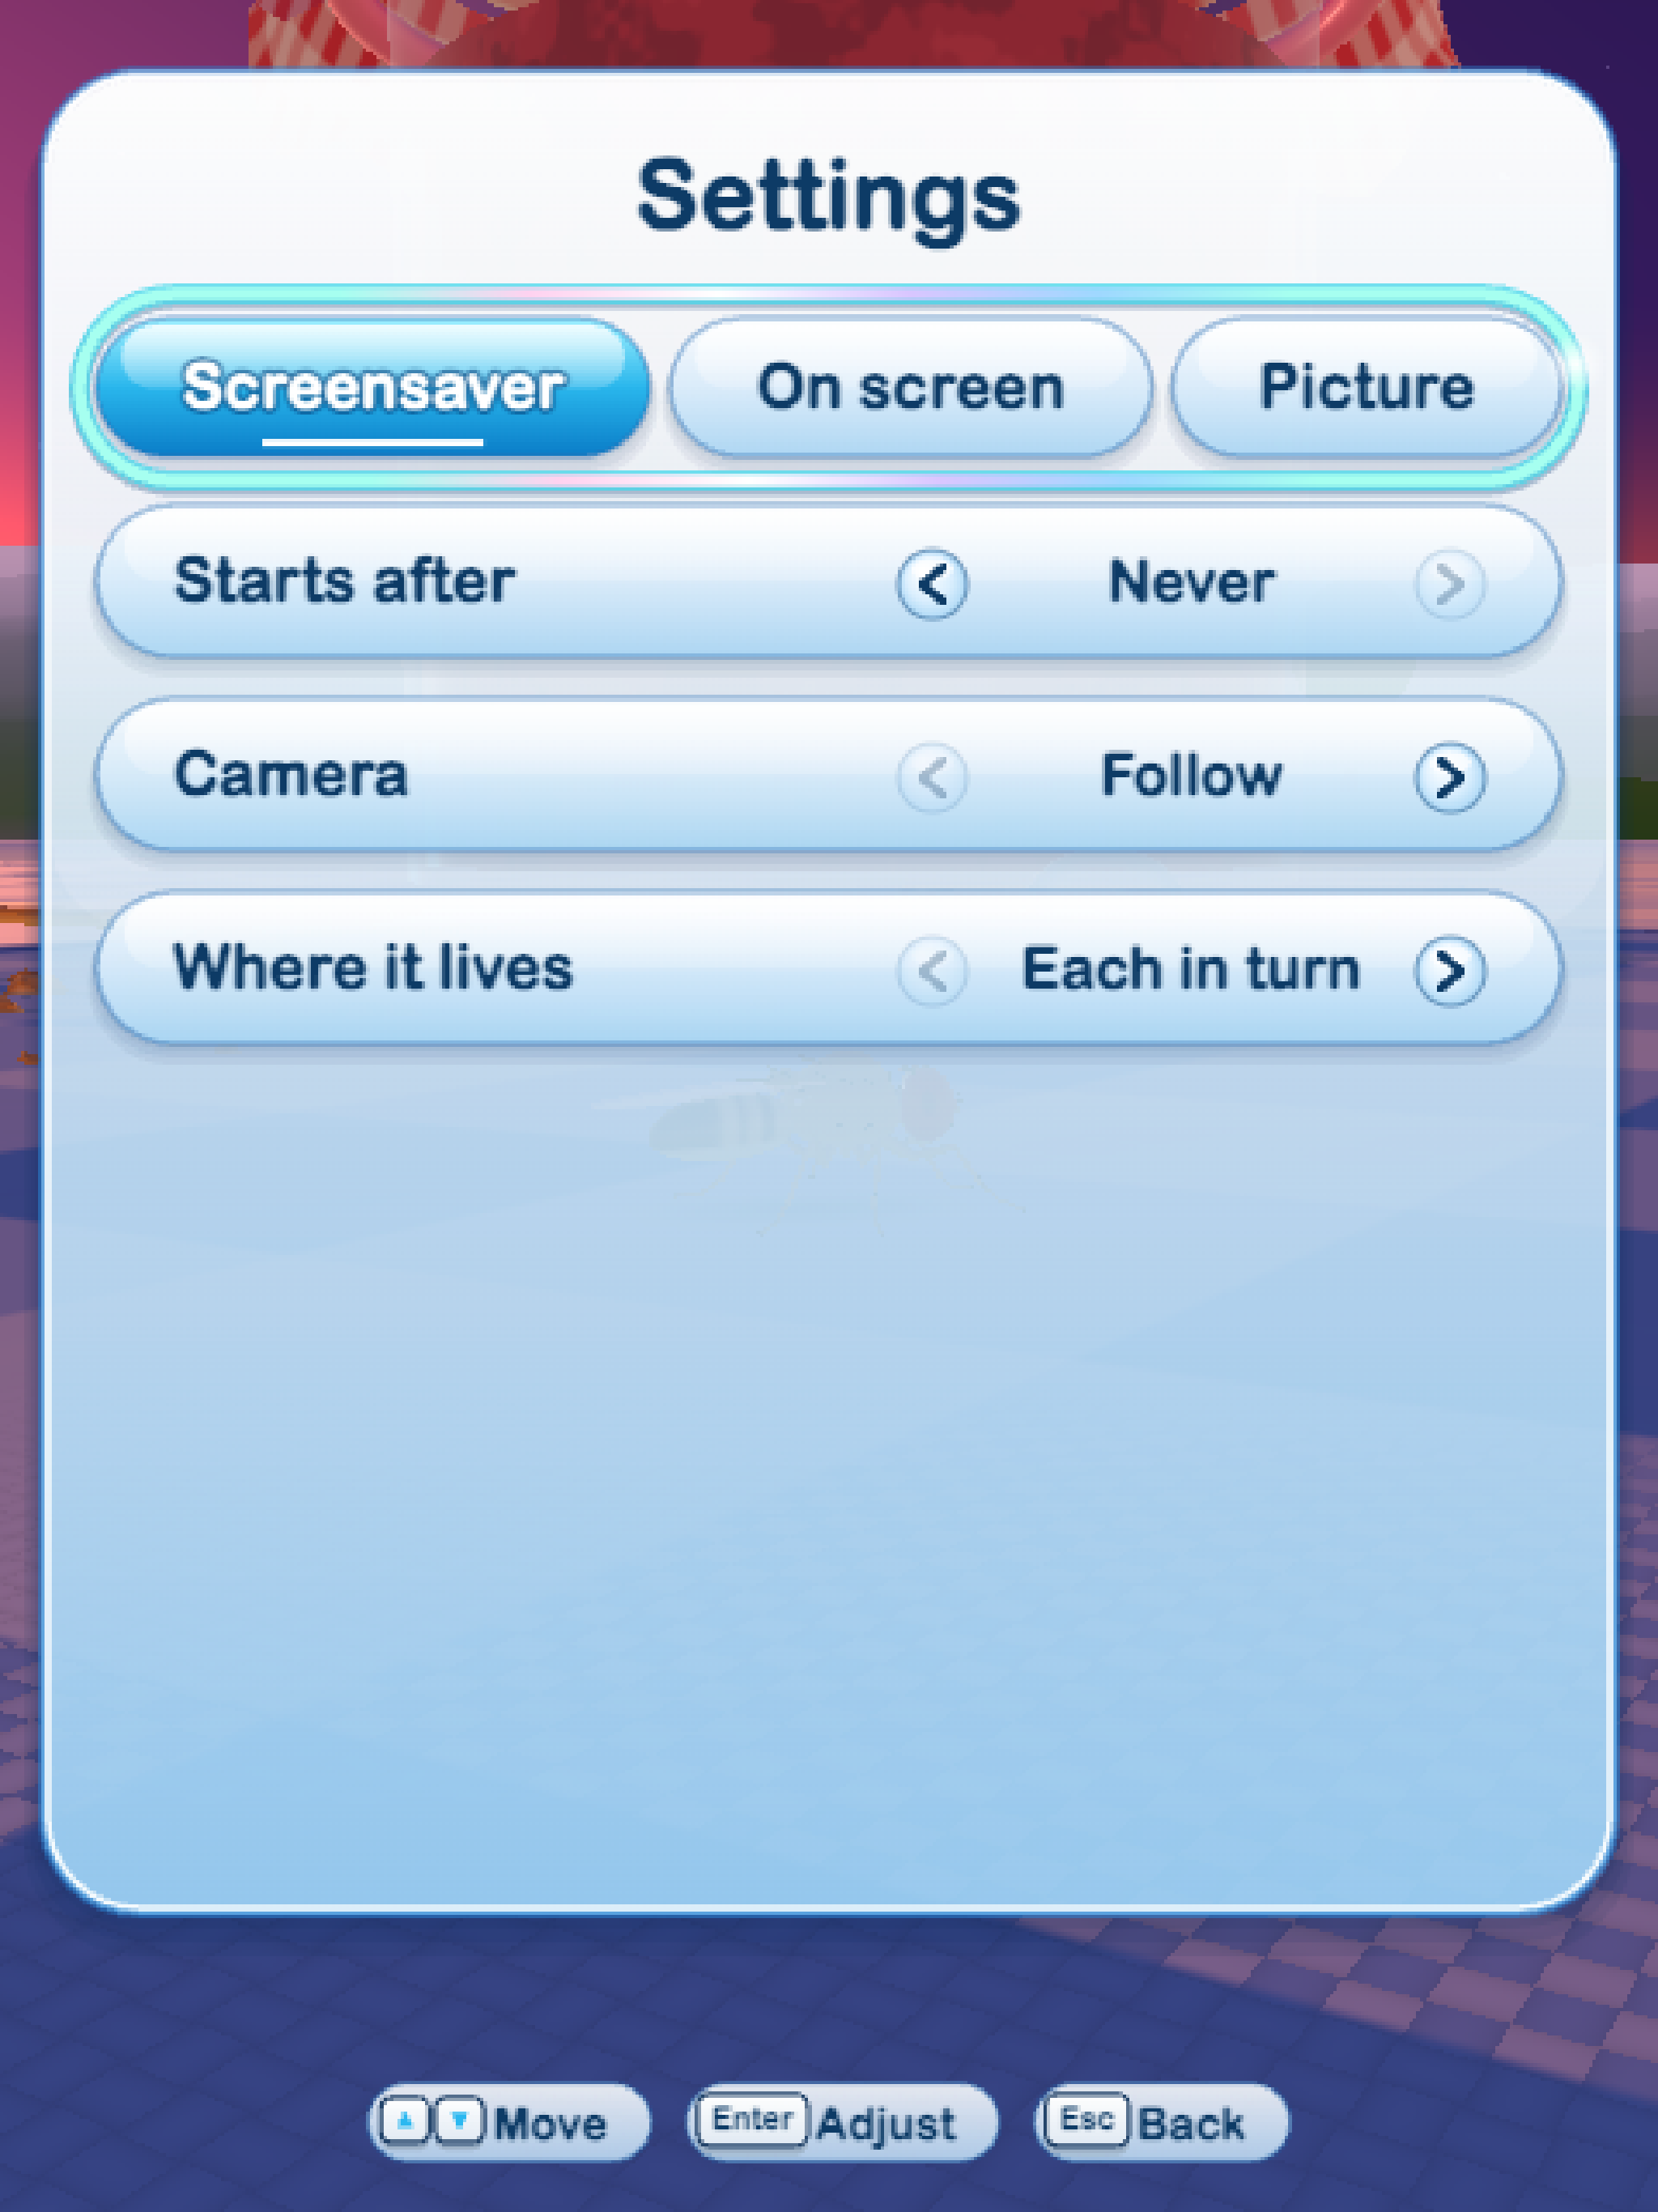 Settings
Screensaver On screen Picture
Starts after < Never >
Camera < Follow >
Where it lives < Each in turn >
▲ ▼ Move Enter Adjust Esc Back